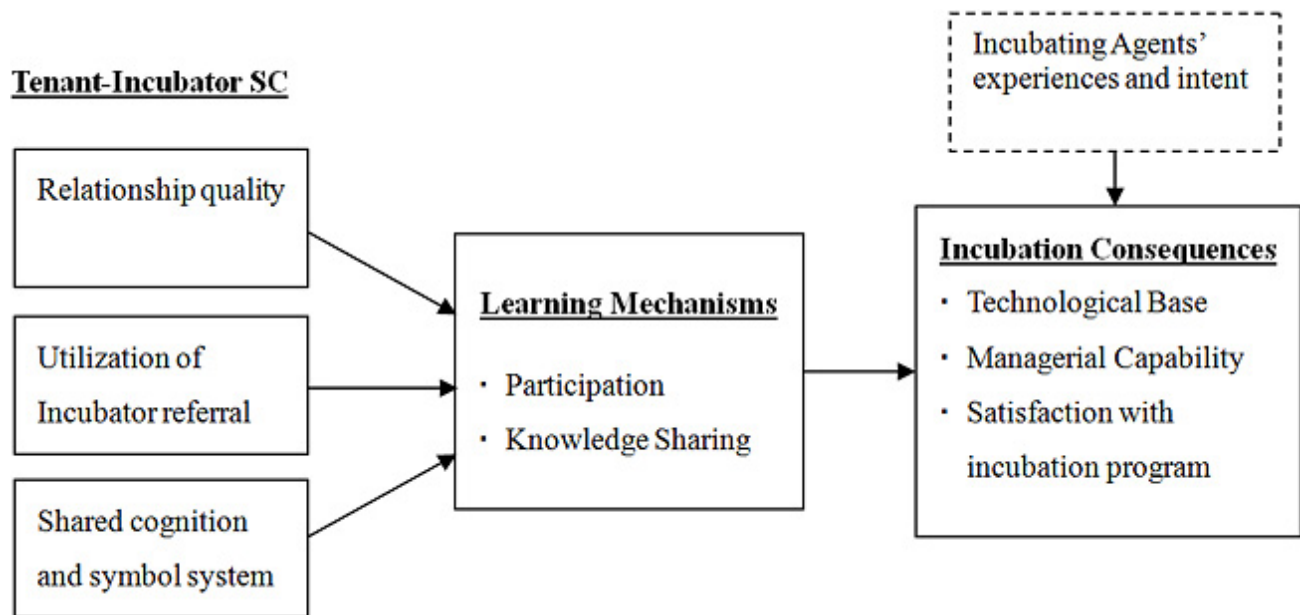 Tenant-Incubator SC
Relationship quality
Utilization of
Incubator referral
Shared cognition
and symbol system
Learning Mechanisms
· Participation
· Knowledge Sharing
Incubating Agents’
experiences and intent
Incubation Consequences
· Technological Base
· Managerial Capability
· Satisfaction with
incubation program